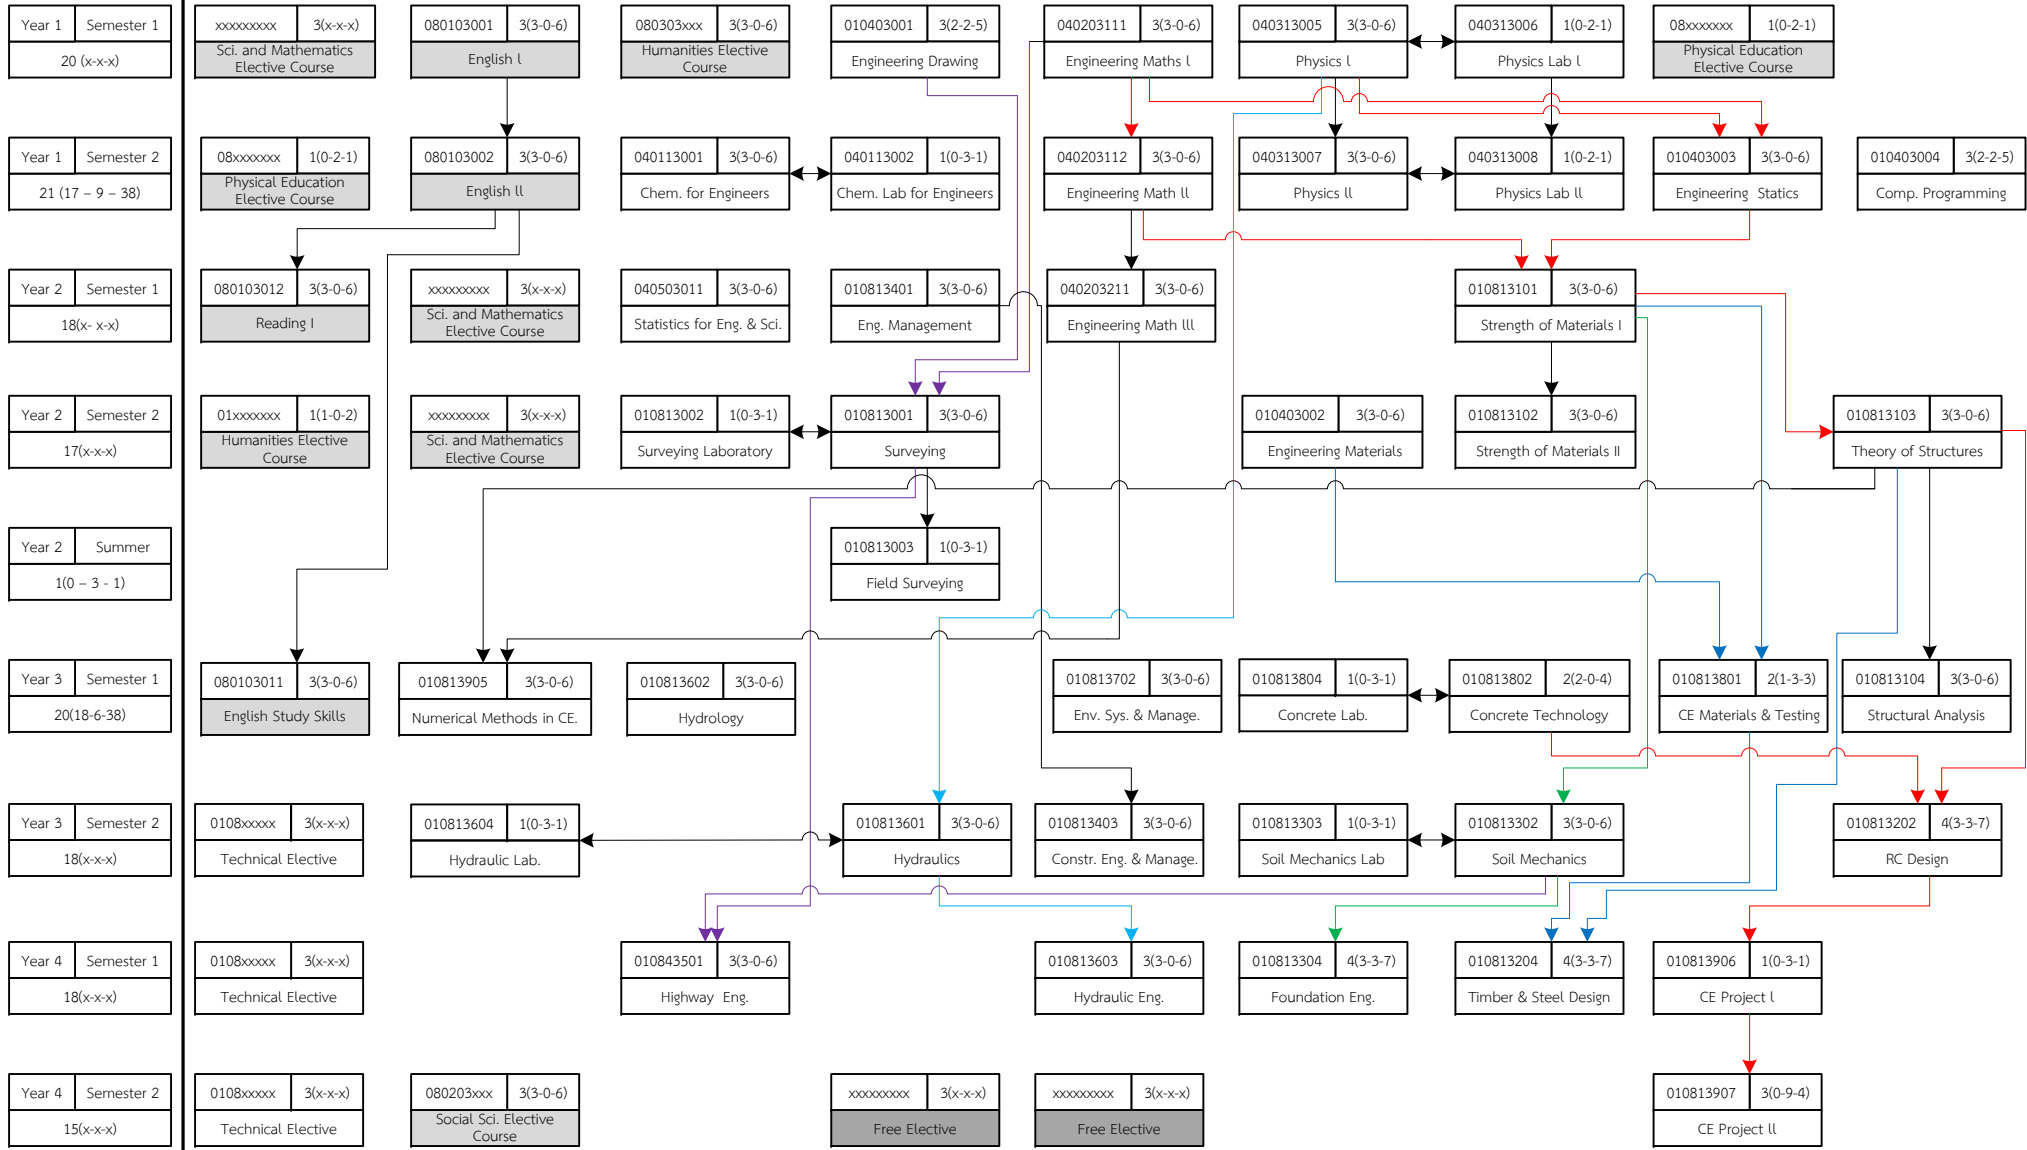 Year 1 Semester 1
20 (x-x-x)
xxxxxxxxx 3(x-x-x)
Sci. and Mathematics
Elective Course
080103001 3(3-0-6)
English l
080303xxx 3(3-0-6)
Humanities Elective
Course
010403001 3(2-2-5)
Engineering Drawing
040203111 3(3-0-6)
Engineering Maths l
040313005 3(3-0-6)
Physics l
040313006 1(0-2-1)
Physics Lab l
08xxxxxxx 1(0-2-1)
Physical Education
Elective Course
Year 1 Semester 2
21 (17 – 9 – 38)
08xxxxxxx 1(0-2-1)
Physical Education
Elective Course
080103002 3(3-0-6)
English ll
040113001 3(3-0-6)
Chem. for Engineers
040113002 1(0-3-1)
Chem. Lab for Engineers
040203112 3(3-0-6)
Engineering Math ll
040313007 3(3-0-6)
Physics ll
040313008 1(0-2-1)
Physics Lab ll
010403003 3(3-0-6)
Engineering Statics
010403004 3(2-2-5)
Comp. Programming
Year 2 Semester 1
18(x- x-x)
080103012 3(3-0-6)
Reading I
xxxxxxxxx 3(x-x-x)
Sci. and Mathematics
Elective Course
040503011 3(3-0-6)
Statistics for Eng. & Sci.
010813401 3(3-0-6)
Eng. Management
040203211 3(3-0-6)
Engineering Math lll
010813101 3(3-0-6)
Strength of Materials I
Year 2 Semester 2
17(x-x-x)
01xxxxxxx 1(1-0-2)
Humanities Elective
Course
xxxxxxxxx 3(x-x-x)
Sci. and Mathematics
Elective Course
010813002 1(0-3-1)
Surveying Laboratory
010813001 3(3-0-6)
Surveying
010403002 3(3-0-6)
Engineering Materials
010813102 3(3-0-6)
Strength of Materials II
010813103 3(3-0-6)
Theory of Structures
Year 2 Summer
1(0 – 3 - 1)
010813003 1(0-3-1)
Field Surveying
Year 3 Semester 1
20(18-6-38)
080103011 3(3-0-6)
English Study Skills
010813905 3(3-0-6)
Numerical Methods in CE.
010813602 3(3-0-6)
Hydrology
010813702 3(3-0-6)
Env. Sys. & Manage.
010813804 1(0-3-1)
Concrete Lab.
010813802 2(2-0-4)
Concrete Technology
010813801 2(1-3-3)
CE Materials & Testing
010813104 3(3-0-6)
Structural Analysis
Year 3 Semester 2
18(x-x-x)
0108xxxxx 3(x-x-x)
Technical Elective
010813604 1(0-3-1)
Hydraulic Lab.
010813601 3(3-0-6)
Hydraulics
010813403 3(3-0-6)
Constr. Eng. & Manage.
010813303 1(0-3-1)
Soil Mechanics Lab
010813302 3(3-0-6)
Soil Mechanics
010813202 4(3-3-7)
RC Design
Year 4 Semester 1
18(x-x-x)
0108xxxxx 3(x-x-x)
Technical Elective
010843501 3(3-0-6)
Highway Eng.
010813603 3(3-0-6)
Hydraulic Eng.
010813304 4(3-3-7)
Foundation Eng.
010813204 4(3-3-7)
Timber & Steel Design
010813906 1(0-3-1)
CE Project l
Year 4 Semester 2
15(x-x-x)
0108xxxxx 3(x-x-x)
Technical Elective
080203xxx 3(3-0-6)
Social Sci. Elective
Course
xxxxxxxxx 3(x-x-x)
Free Elective
xxxxxxxxx 3(x-x-x)
Free Elective
010813907 3(0-9-4)
CE Project ll